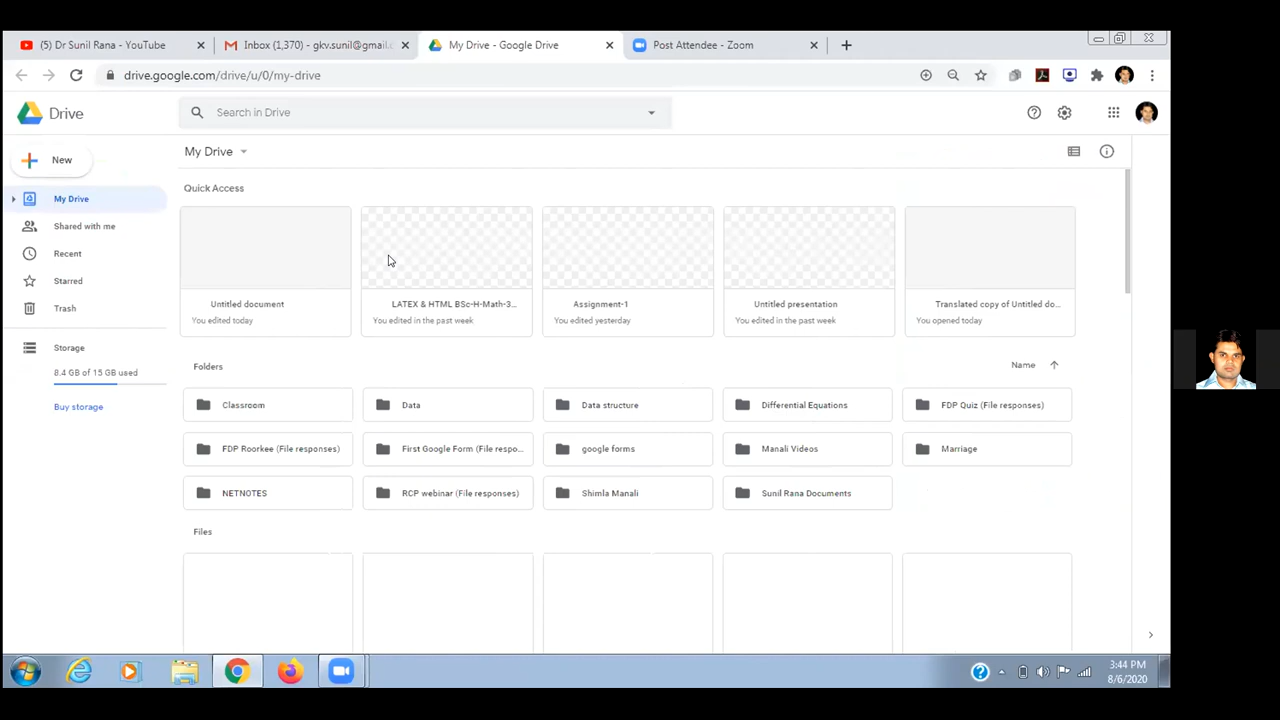 (5) Dr Sunil Rana - YouTube
Inbox (1,370) - gkv.sunil@gmail.
My Drive - Google Drive
Post Attendee - Zoom
drive.google.com/drive/u/0/my-drive
Drive
Search in Drive
New
My Drive
Shared with me
Recent
Starred
Trash
Storage
8.4 GB of 15 GB used
Buy storage
My Drive
Quick Access
Untitled document
You edited today
LATEX & HTML BSc-H-Math-3...
You edited in the past week
Assignment-1
You edited yesterday
Untitled presentation
You edited in the past week
Translated copy of Untitled do...
You opened today
Folders
Name
Classroom
Data
Data structure
Differential Equations
FDP Quiz (File responses)
FDP Roorkee (File responses)
First Google Form (File respo...
google forms
Manali Videos
Marriage
NETNOTES
RCP webinar (File responses)
Shimla Manali
Sunil Rana Documents
Files
3:44 PM
8/6/2020